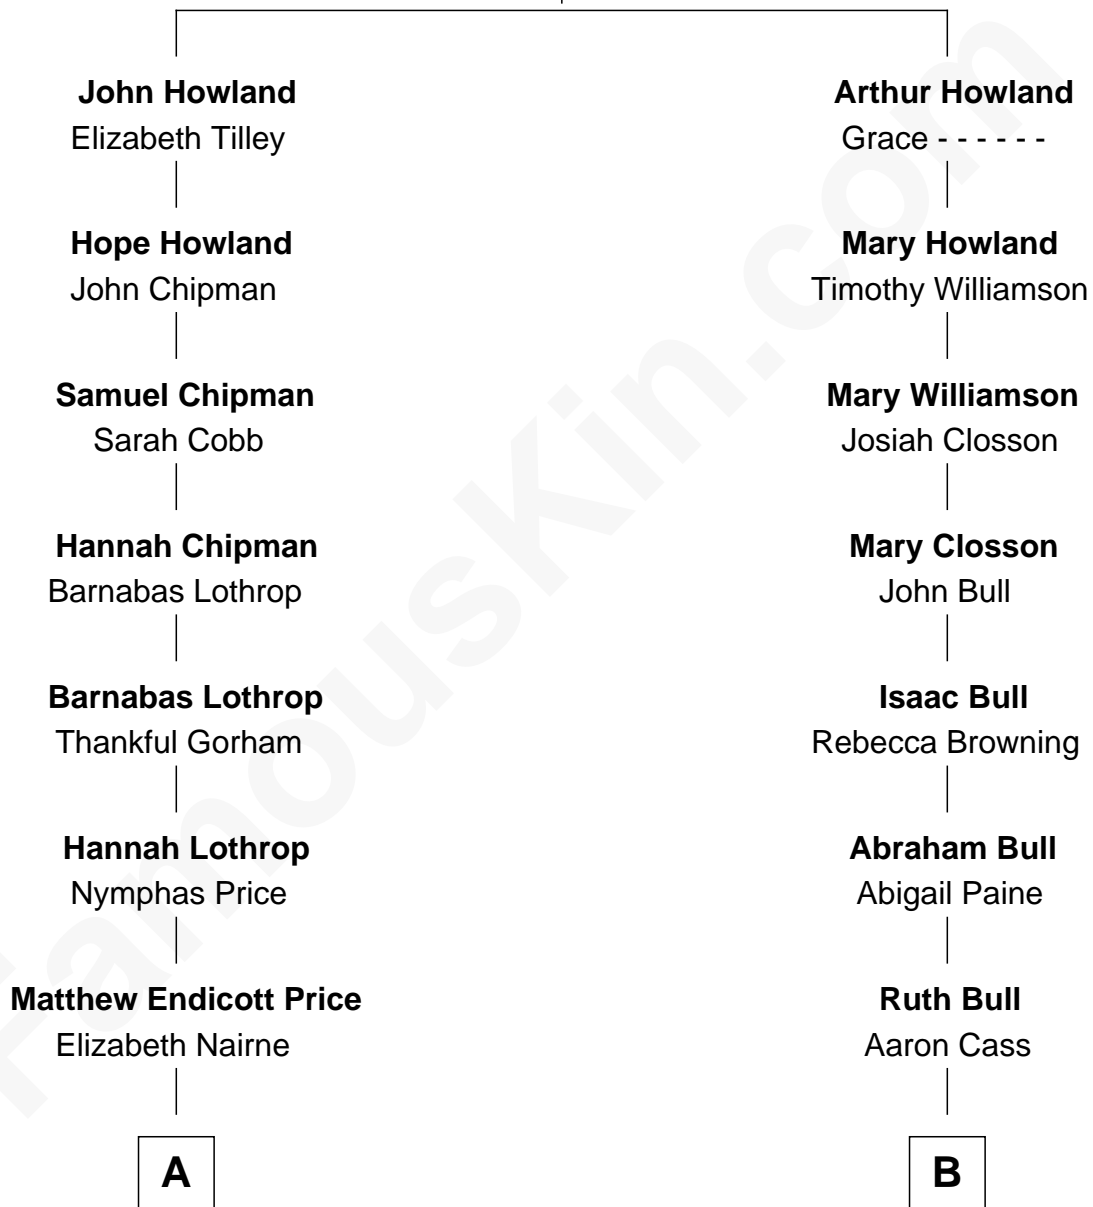 John Howland
Elizabeth Tilley
Hope Howland
John Chipman
Samuel Chipman
Sarah Cobb
Hannah Chipman
Barnabas Lothrop
Barnabas Lothrop
Thankful Gorham
Hannah Lothrop
Nymphas Price
Matthew Endicott Price
Elizabeth Nairne
A
Arthur Howland
Grace - - - - - -
Mary Howland
Timothy Williamson
Mary Williamson
Josiah Closson
Mary Closson
John Bull
Isaac Bull
Rebecca Browning
Abraham Bull
Abigail Paine
Ruth Bull
Aaron Cass
B
FamousKin.com